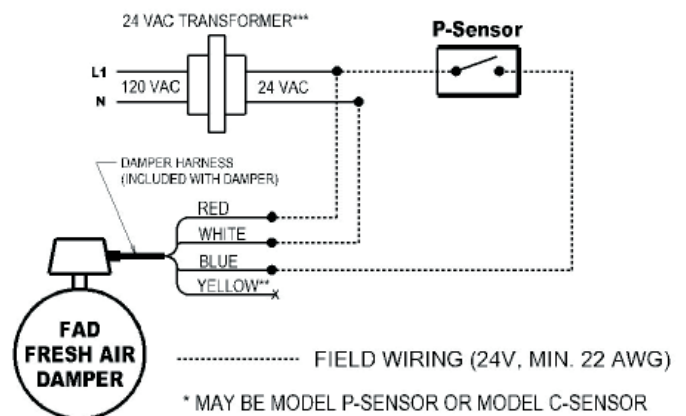 24 VAC TRANSFORMER***
P-Sensor
L1
120 VAC
24 VAC
N
DAMPER HARNESS
(INCLUDED WITH DAMPER)
RED
WHITE
BLUE
YELLOW**
FAD
FRESH AIR
DAMPER
FIELD WIRING (24V, MIN. 22 AWG)
* MAY BE MODEL P-SENSOR OR MODEL C-SENSOR